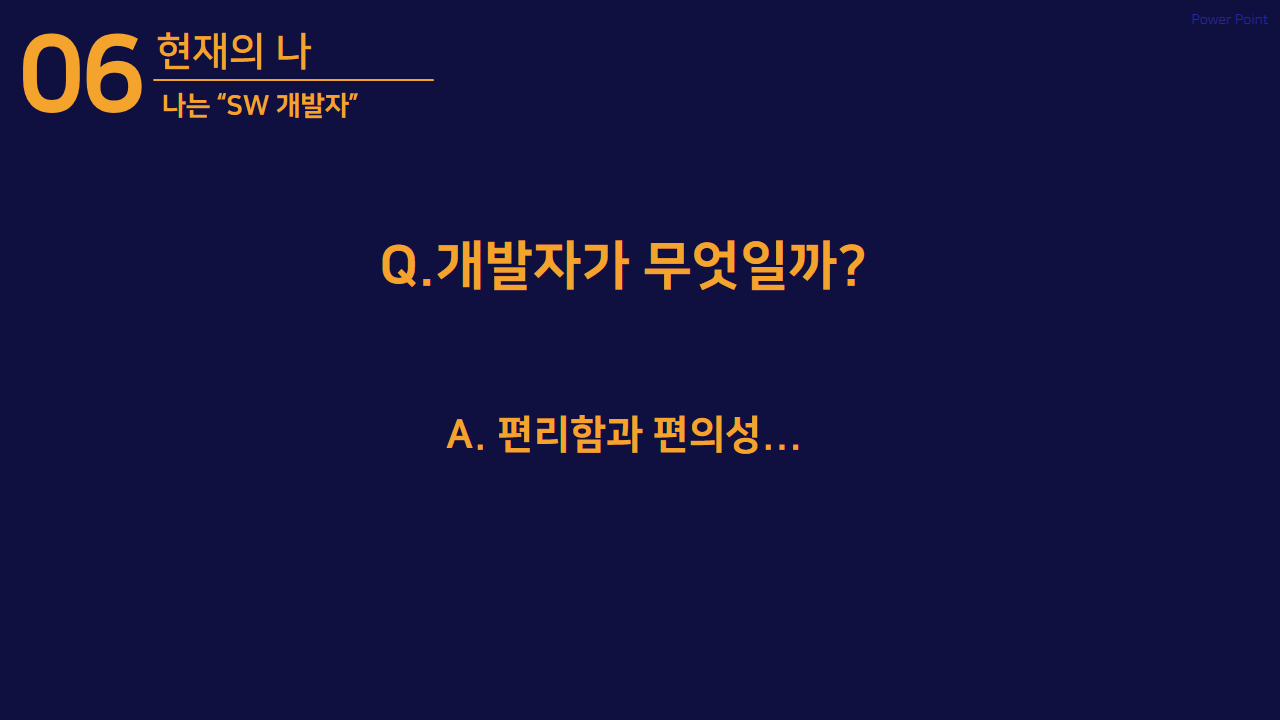 Power Point
06
현재의 나
나는 “SW 개발자”
Q.개발자가 무엇일까?
A. 편리함과 편의성...